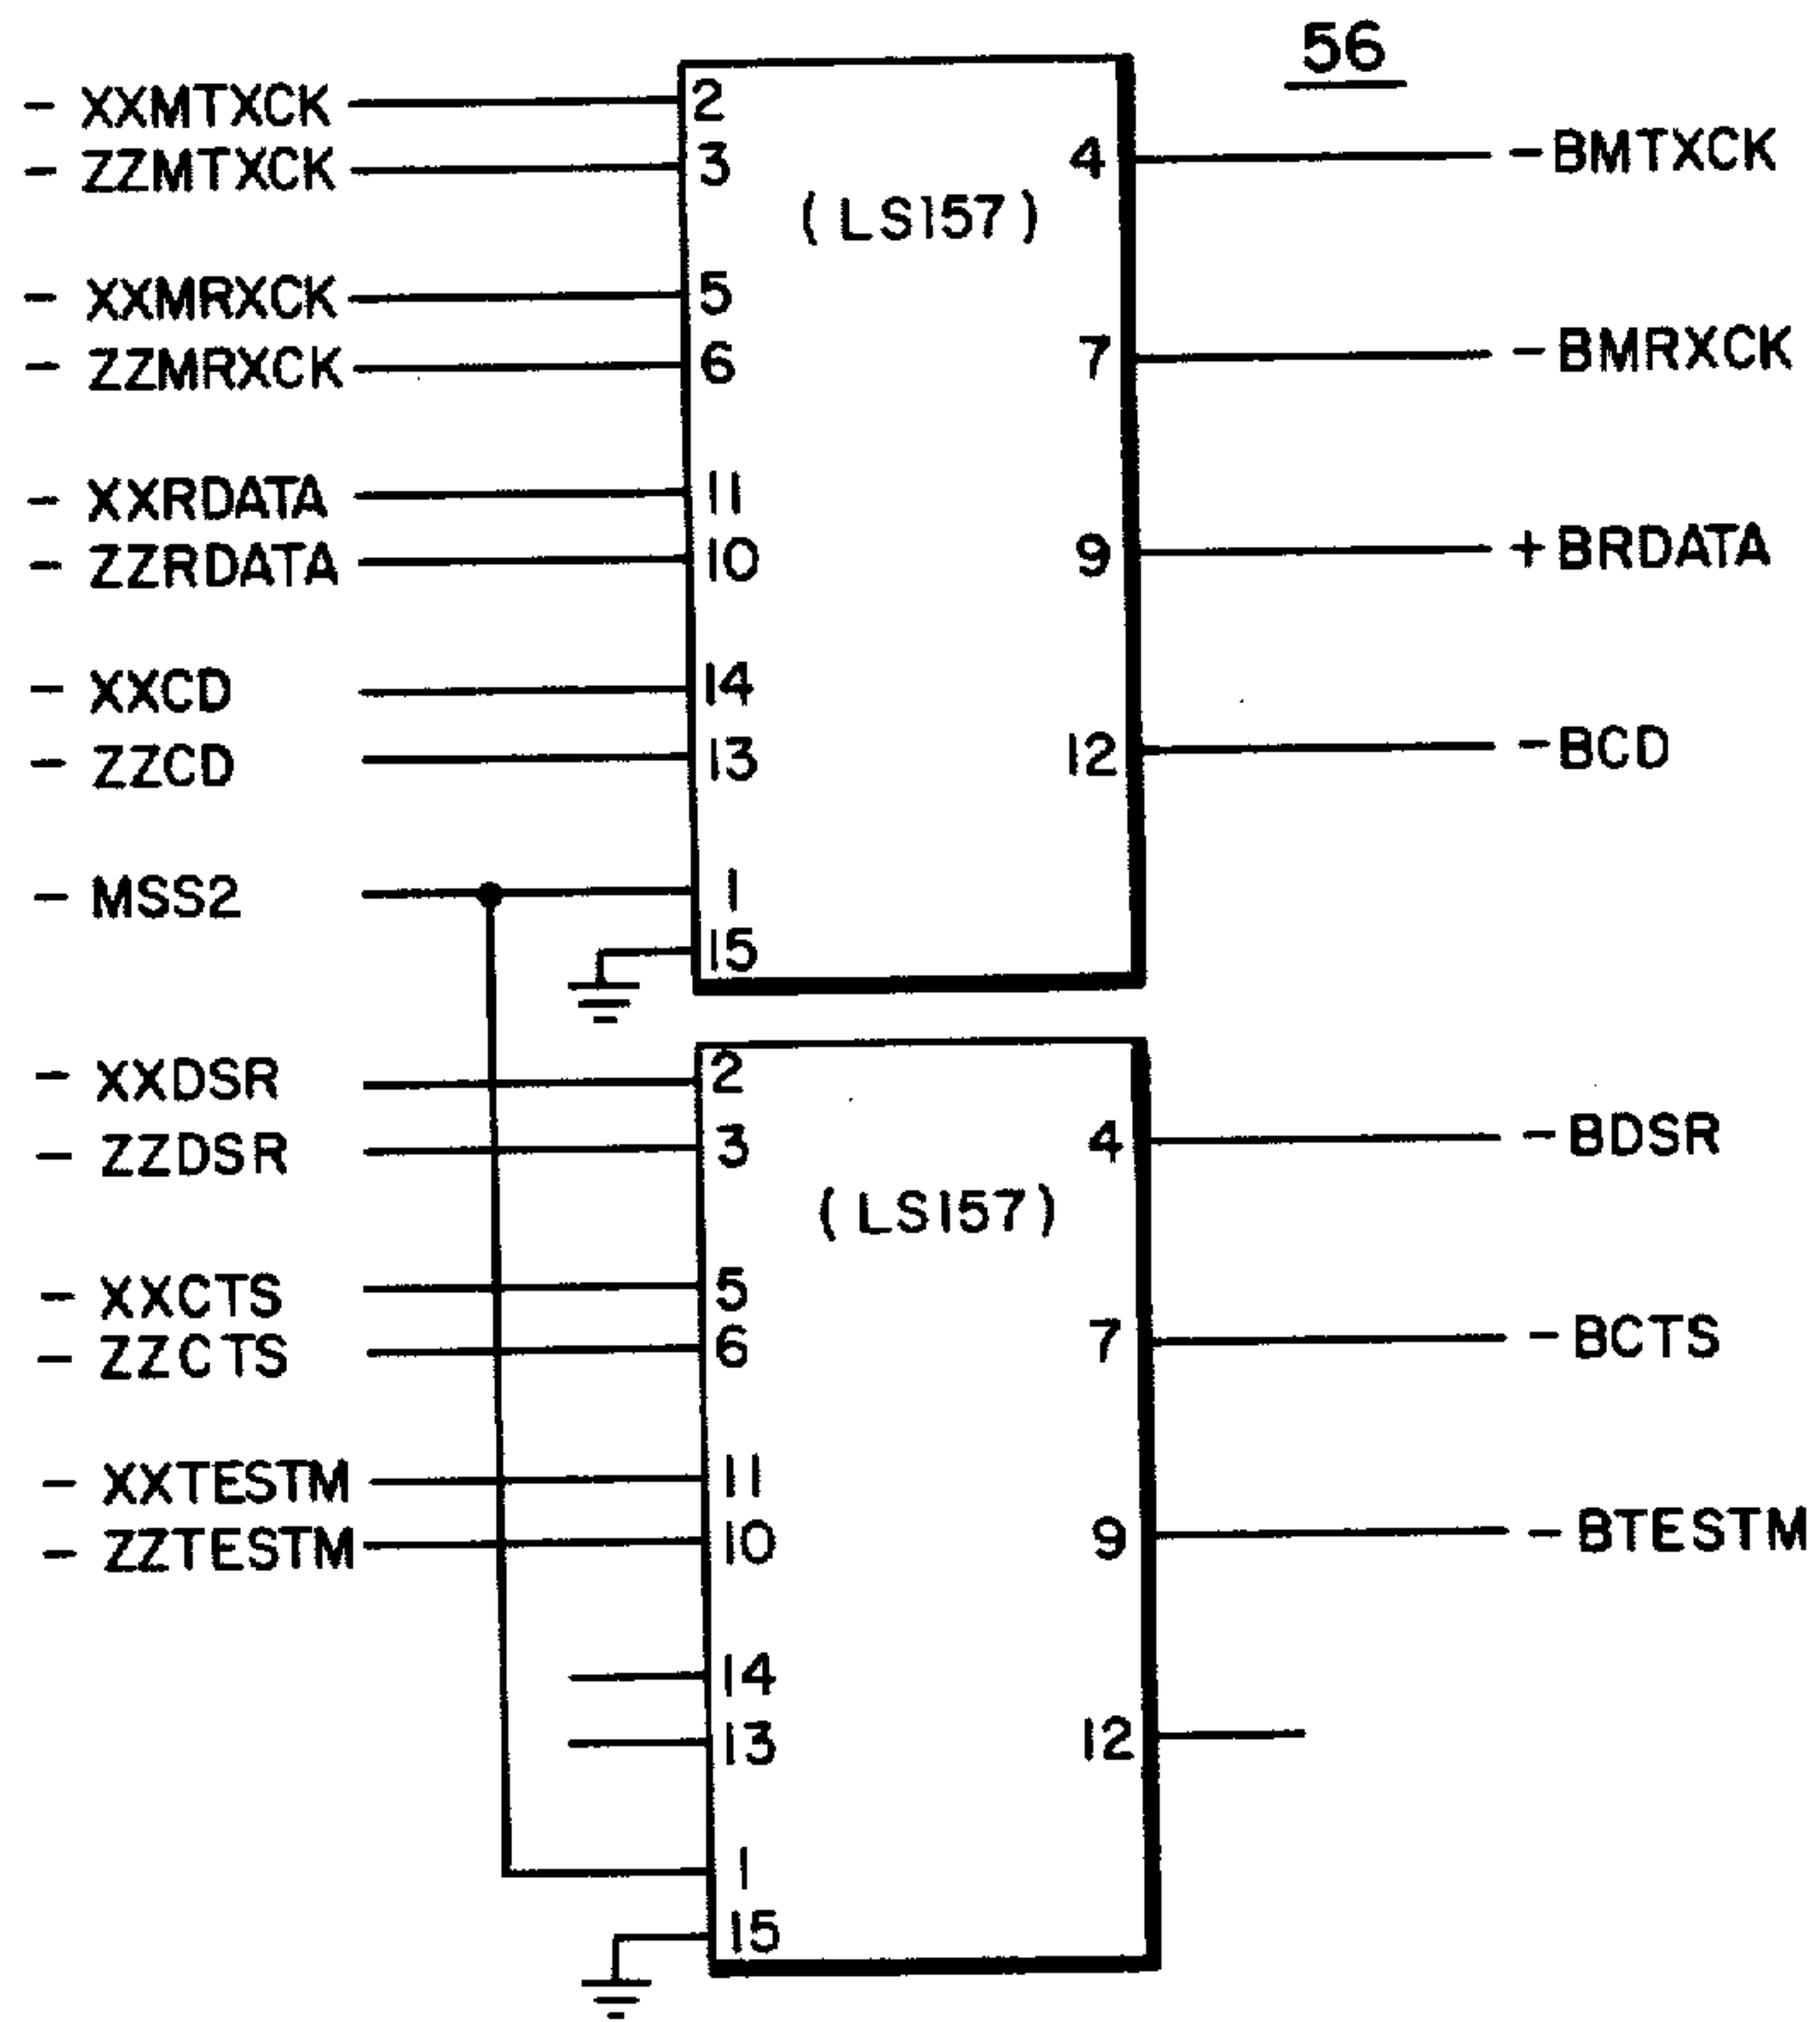 56
- XXMTXCK 2
- ZZMTXCK 3
4 -BMTXCK
(LS157)
- XXMRXCK 5
- ZZMRXCK 6
7 -BMRXCK
- XXRDATA 11
- ZZRDATA 10
9 +BRDATA
- XXCD 14
- ZZCD 13
12 -BCD
- MSS2 1
15
- XXDSR 2
- ZZDSR 3
4 -BDSR
(LS157)
- XXCTS 5
- ZZCTS 6
7 -BCTS
- XXTESTM 11
- ZZTESTM 10
9 -BTESTM
14
13
12
1
15